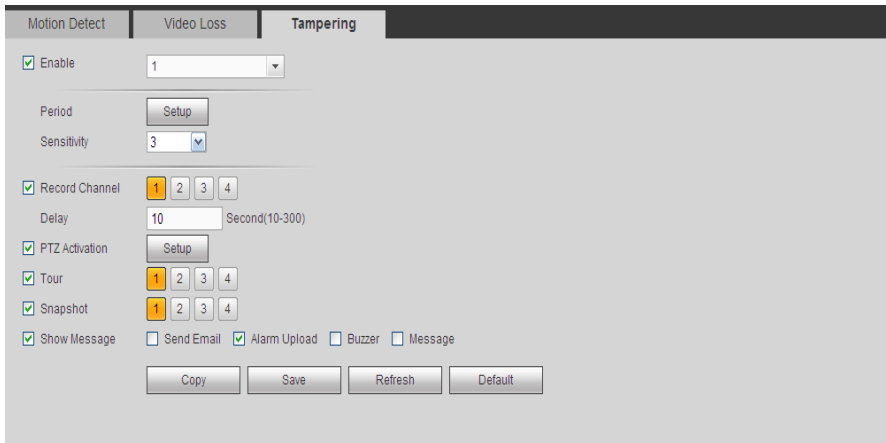 Motion Detect Video Loss Tampering
Enable 1
Period Setup
Sensitivity 3
Record Channel 1 2 3 4
Delay 10 Second(10-300)
PTZ Activation Setup
Tour 1 2 3 4
Snapshot 1 2 3 4
Show Message Send Email Alarm Upload Buzzer Message
Copy Save Refresh Default